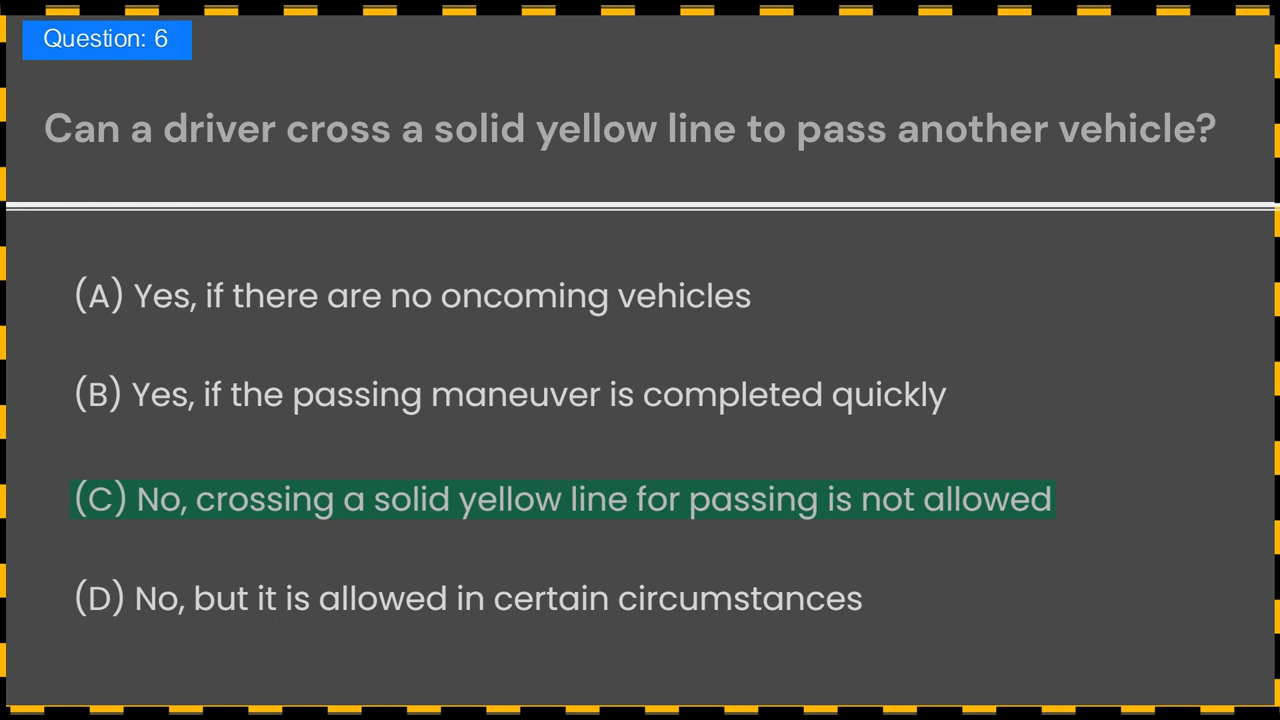 Question: 6
Can a driver cross a solid yellow line to pass another vehicle?
(A) Yes, if there are no oncoming vehicles
(B) Yes, if the passing maneuver is completed quickly
(C) No, crossing a solid yellow line for passing is not allowed
(D) No, but it is allowed in certain circumstances